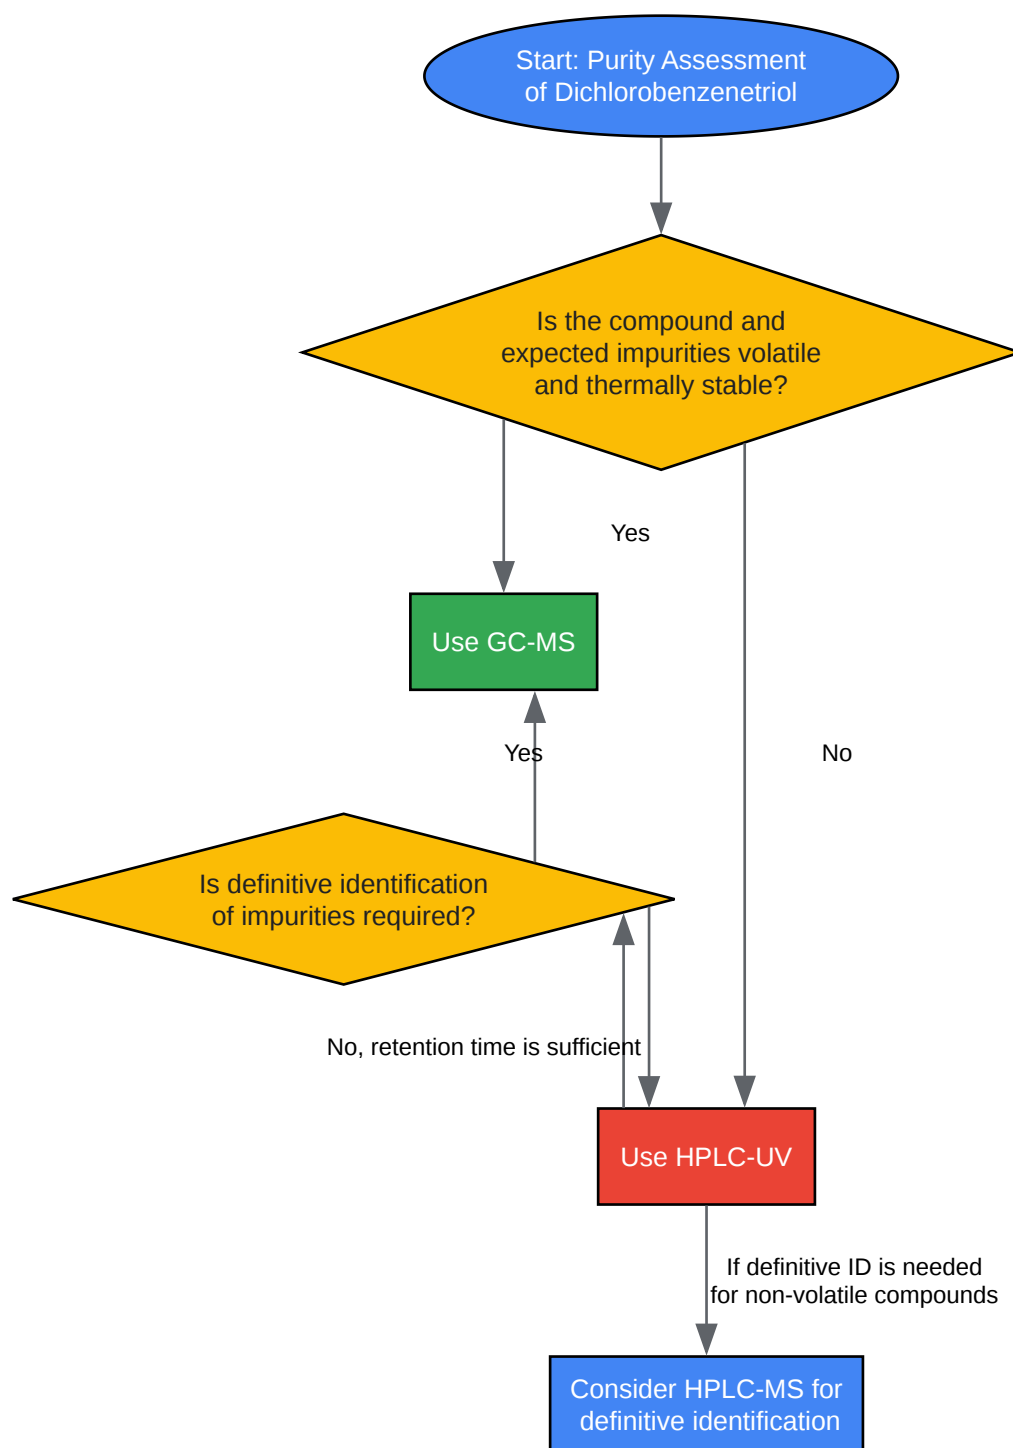 Start: Purity Assessment
of Dichlorobenzenetriol
Is the compound and
expected impurities volatile
and thermally stable?
Yes
Use GC-MS
Yes
No
Is definitive identification
of impurities required?
No, retention time is sufficient
Use HPLC-UV
If definitive ID is needed
for non-volatile compounds
Consider HPLC-MS for
definitive identification